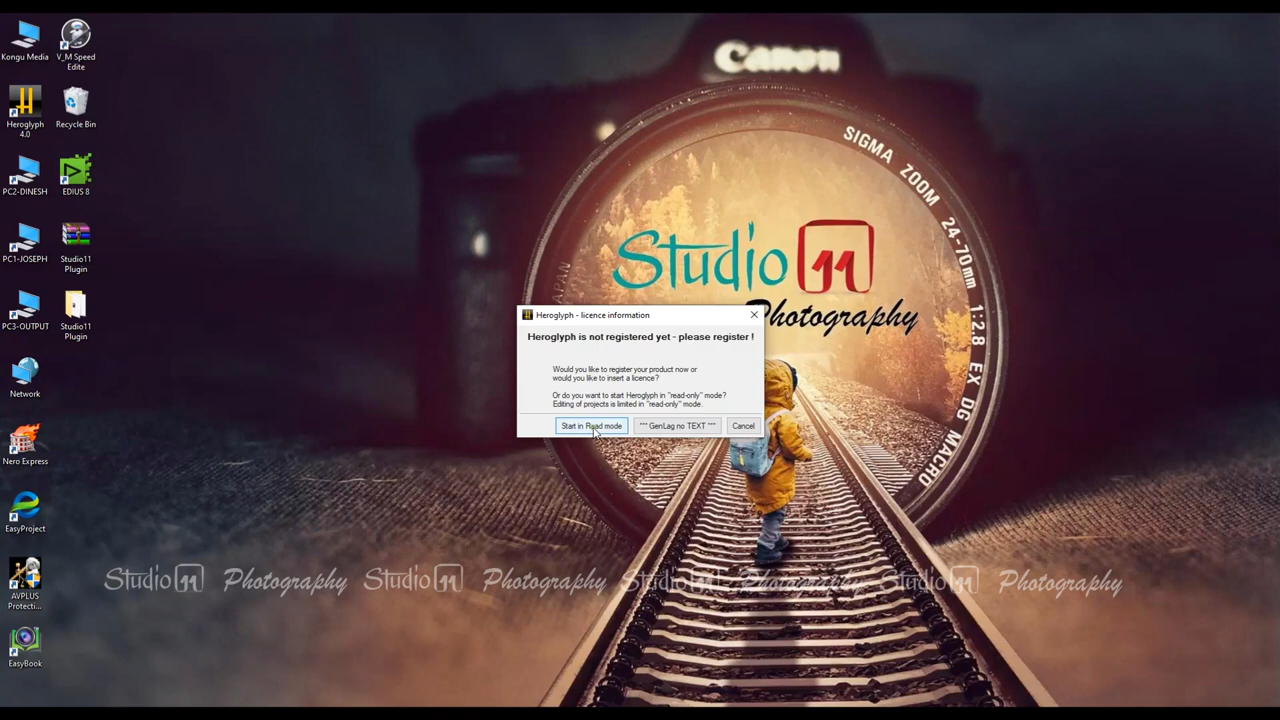 Kongu Media
V_M Speed
Edite
Heroglyph
4.0
Recycle Bin
PC2-DINESH
EDIUS 8
PC1-JOSEPH
Studio11
Plugin
PC3-OUTPUT
Studio11
Plugin
Network
Nero Express
EasyProject
AVPLUS
Protecti...
EasyBook
Canon
SIGMA ZOOM 24-70mm 1:2.8 EX DG MACRO
APAN
Studio 11
Photography
Heroglyph - licence information
Heroglyph is not registered yet - please register !
Would you like to register your product now or
would you like to insert a licence?
Or do you want to start Heroglyph in "read-only" mode?
Editing of projects is limited in "read-only" mode.
Start in Read mode
*** GenLag no TEXT ***
Cancel
Studio 11 Photography Studio 11 Photography Studio 11 Photography Studio 11 Photography